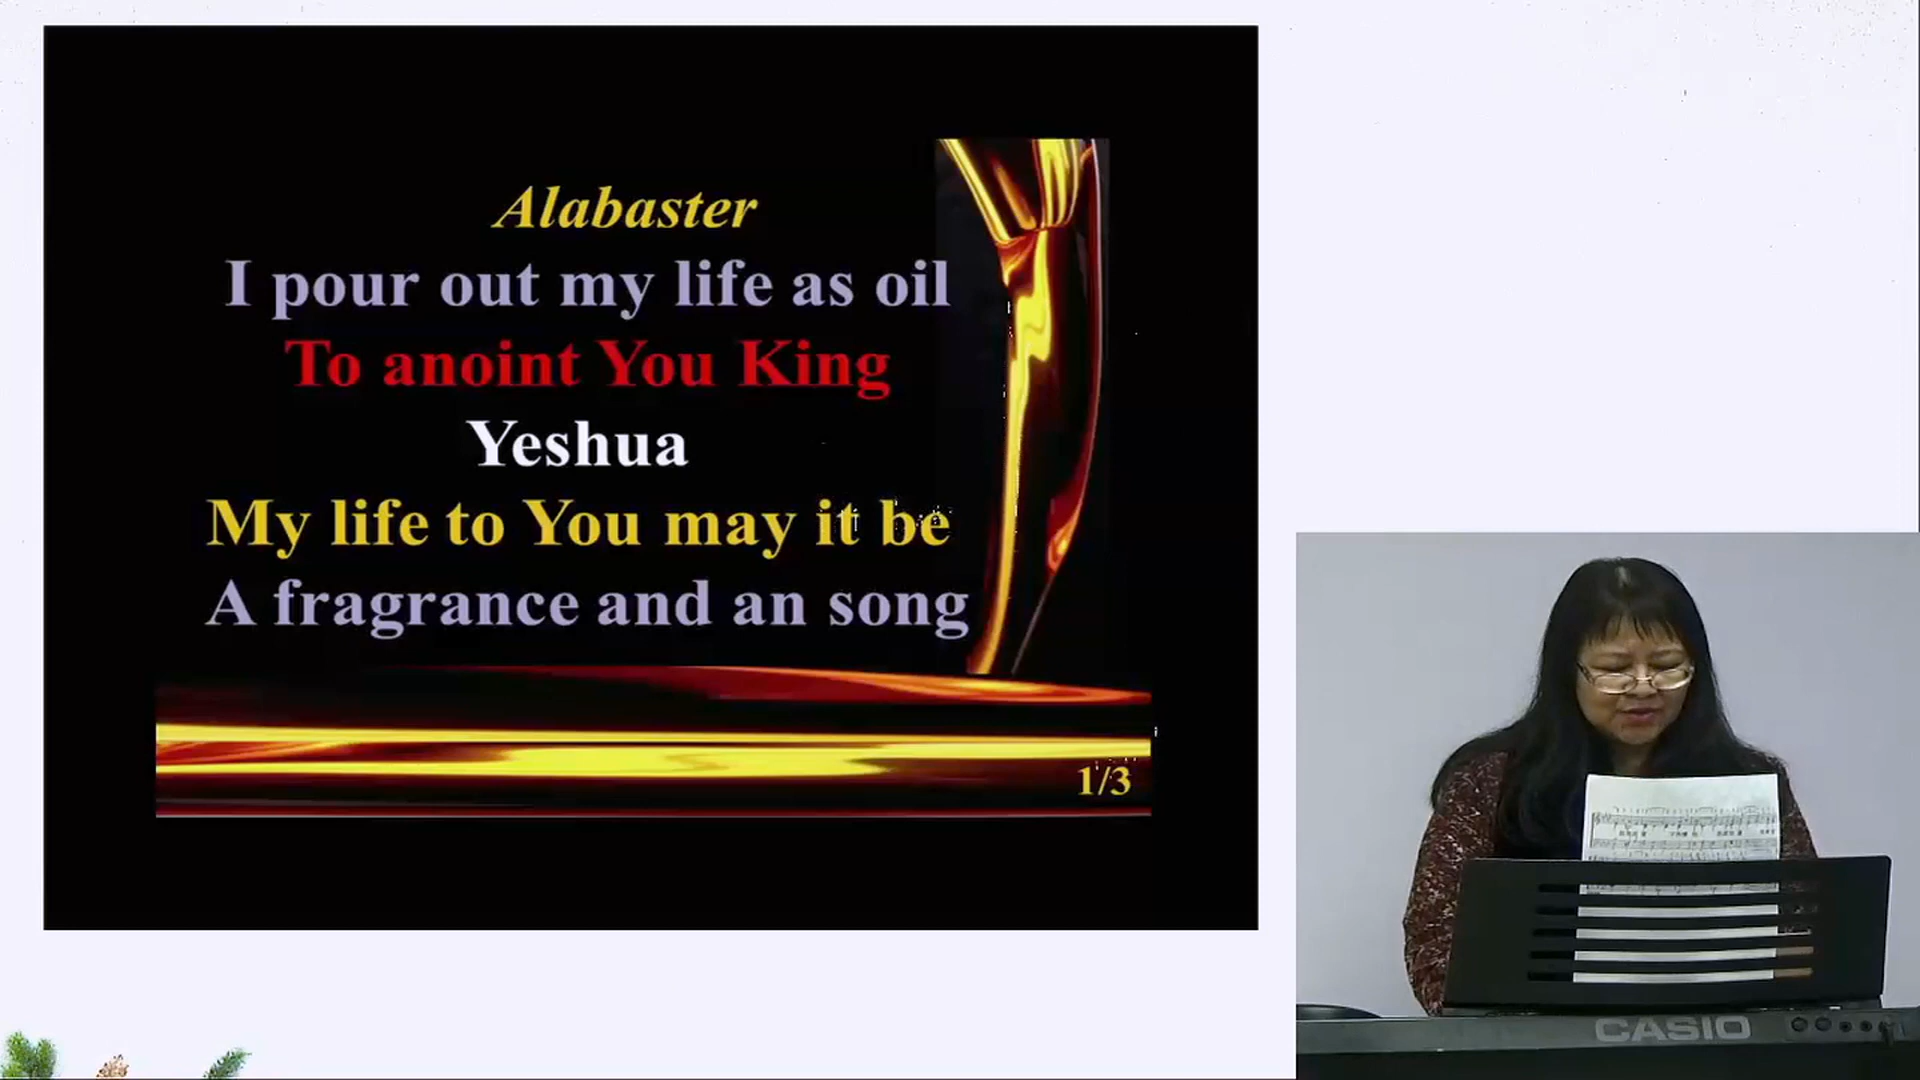 Alabaster
I pour out my life as oil
To anoint You King
Yeshua
My life to You may it be
A fragrance and an song
1/3
CASIO